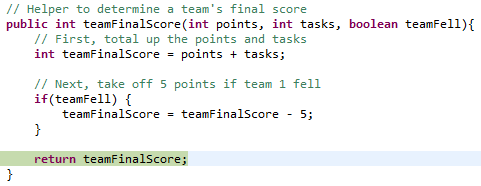 // Helper to determine a team's final score
public int teamFinalScore(int points, int tasks, boolean teamFell){
    // First, total up the points and tasks
    int teamFinalScore = points + tasks;

    // Next, take off 5 points if team 1 fell
    if(teamFell) {
        teamFinalScore = teamFinalScore - 5;
    }

    return teamFinalScore;
}